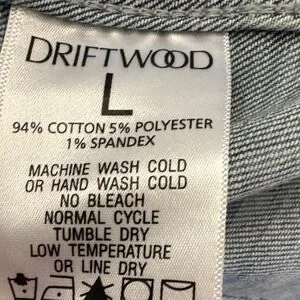 DRIFTWOOD
L
94% COTTON 5% POLYESTER
1% SPANDEX
MACHINE WASH COLD
OR HAND WASH COLD
NO BLEACH
NORMAL CYCLE
TUMBLE DRY
LOW TEMPERATURE
OR LINE DRY